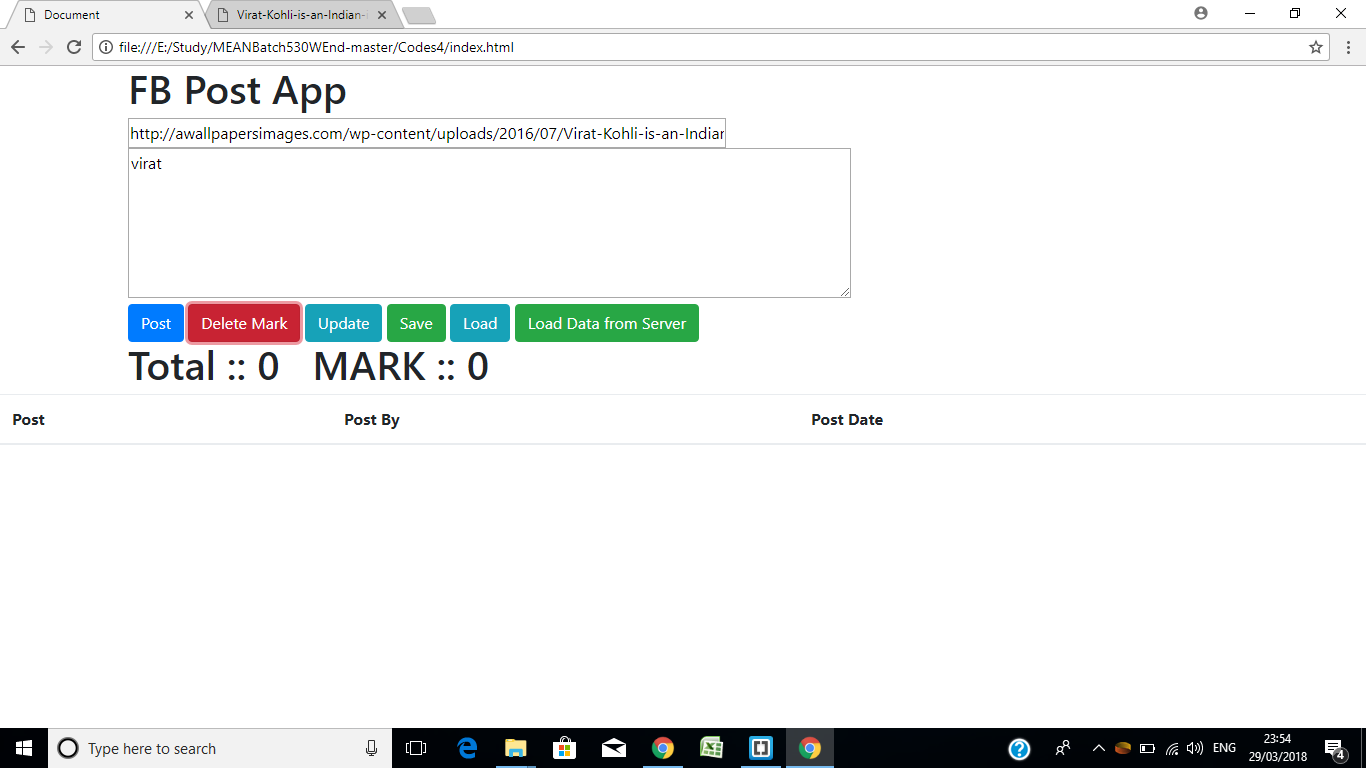 Document
Virat-Kohli-is-an-Indian-
file:///E:/Study/MEANBatch530WEnd-master/Codes4/index.html
FB Post App
http://awallpapersimages.com/wp-content/uploads/2016/07/Virat-Kohli-is-an-Indian
virat
Post Delete Mark Update Save Load Load Data from Server
Total :: 0 MARK :: 0
Post Post By Post Date
Type here to search
ENG
23:54
29/03/2018
4